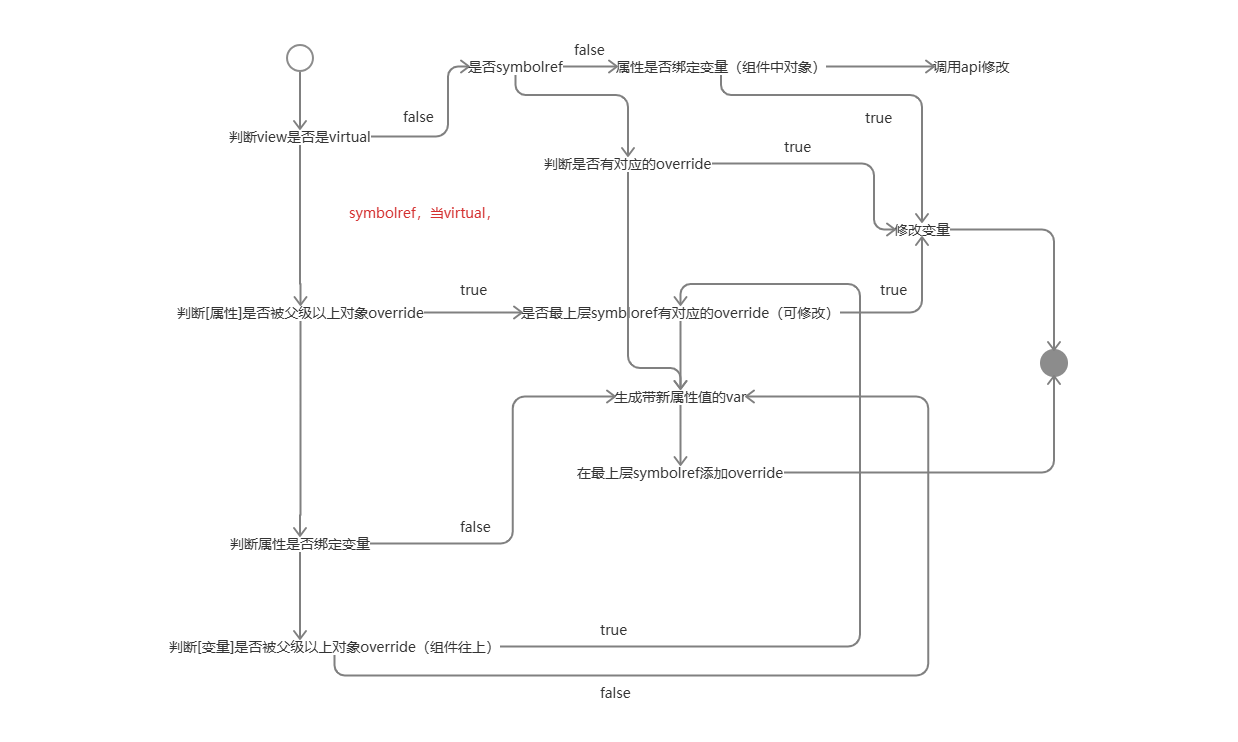 false
是否symbolref
属性是否绑定变量（组件中对象）
调用api修改
false
true
判断view是否是virtual
true
判断是否有对应的override
symbolref，当virtual，
修改变量
true
true
判断[属性]是否被父级以上对象override
是否最上层symbloref有对应的override（可修改）
生成带新属性值的var
在最上层symbolref添加override
false
判断属性是否绑定变量
true
判断[变量]是否被父级以上对象override（组件往上）
false